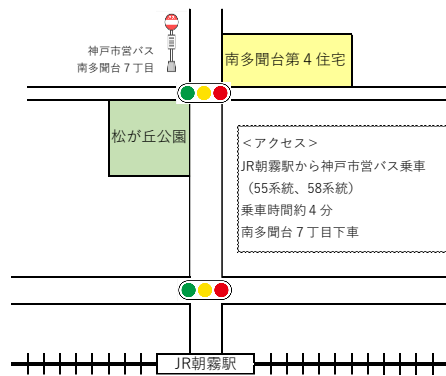 神戸市営バス
南多聞台７丁目
南多聞台第４住宅
松が丘公園
＜アクセス＞
JR朝霧駅から神戸市営バス乗車
（55系統、58系統）
乗車時間約４分
南多聞台７丁目下車
JR朝霧駅